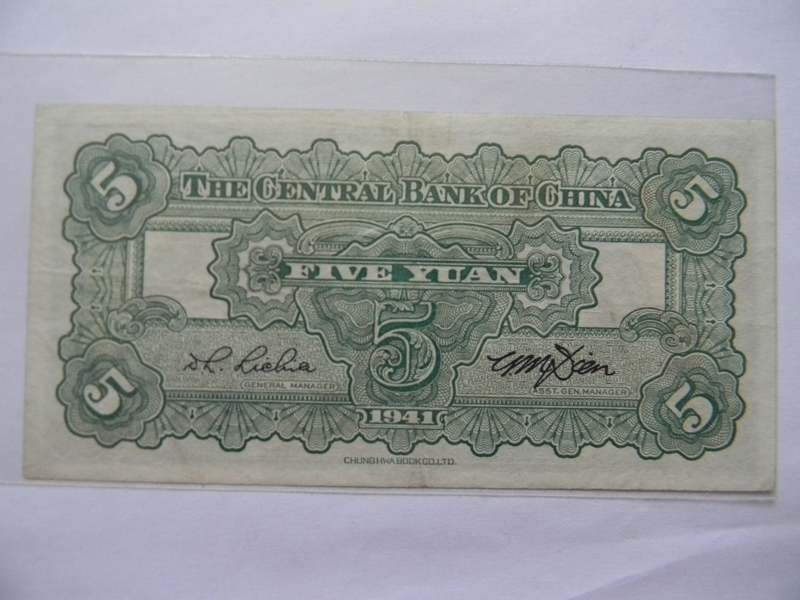 5 THE CENTRAL BANK OF CHINA 5
FIVE YUAN
5
(GENERAL MANAGER)
(ASST. GEN. MANAGER)
5 1941 5
CHUNG HWA BOOK CO., LTD.